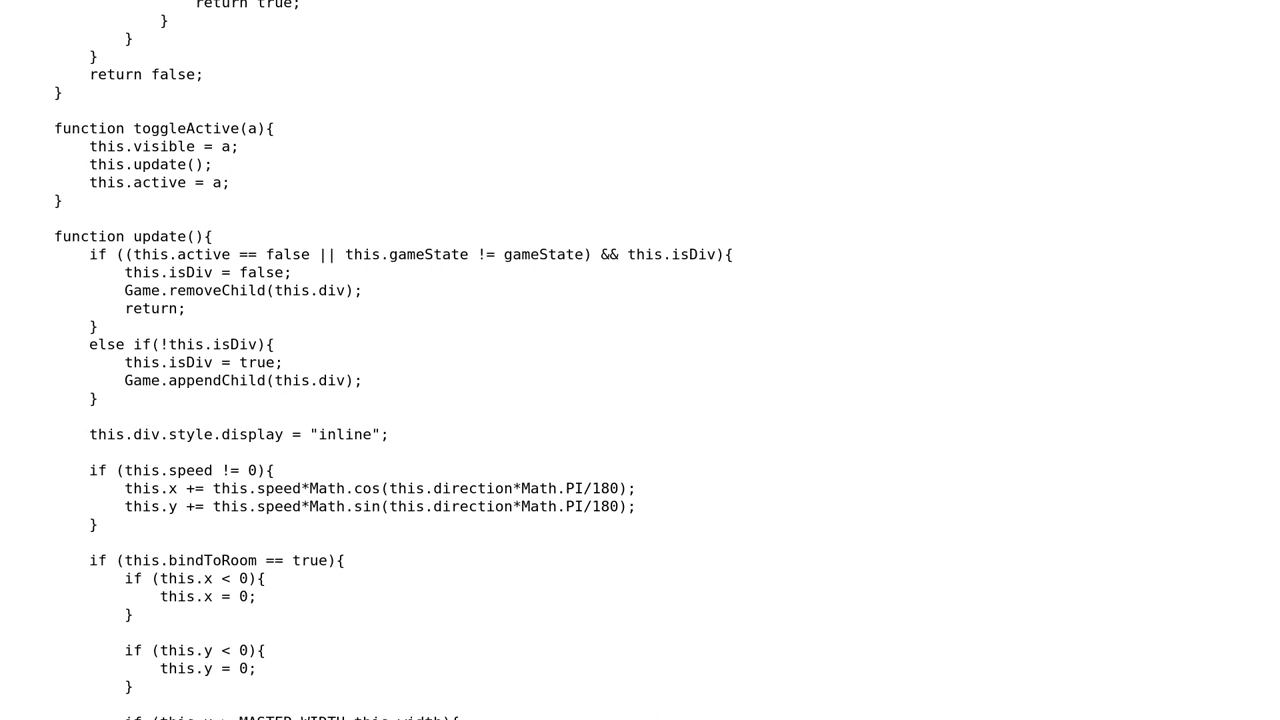 return true;
}
}
}
return false;
}
function toggleActive(a){
this.visible = a;
this.update();
this.active = a;
}
function update(){
if ((this.active == false || this.gameState != gameState) && this.isDiv){
this.isDiv = false;
Game.removeChild(this.div);
return;
}
else if(!this.isDiv){
this.isDiv = true;
Game.appendChild(this.div);
}
this.div.style.display = "inline";
if (this.speed != 0){
this.x += this.speed*Math.cos(this.direction*Math.PI/180);
this.y += this.speed*Math.sin(this.direction*Math.PI/180);
}
if (this.bindToRoom == true){
if (this.x < 0){
this.x = 0;
}
if (this.y < 0){
this.y = 0;
}